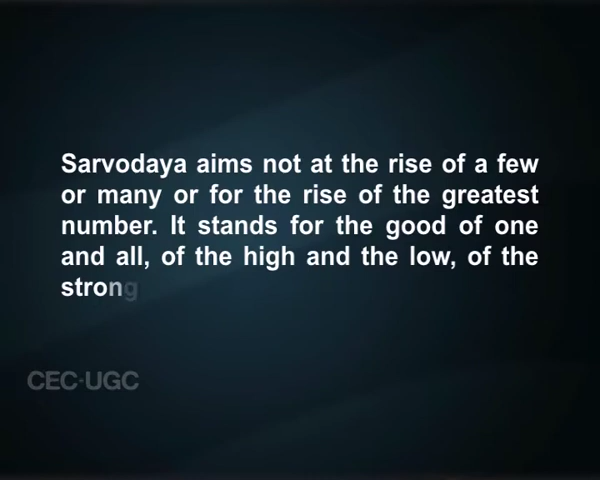 Sarvodaya aims not at the rise of a few
or many or for the rise of the greatest
number. It stands for the good of one
and all, of the high and the low, of the
strong
CEC-UGC